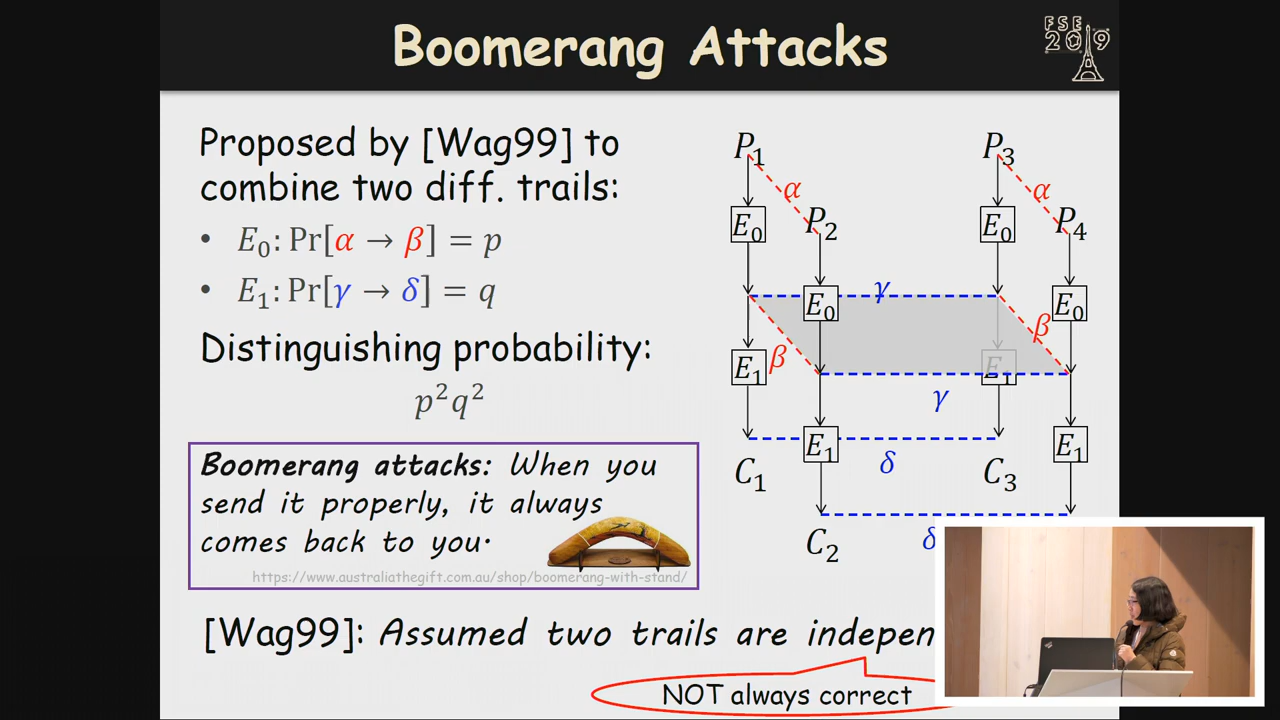 Boomerang Attacks
FSE
2019
Proposed by [Wag99] to
combine two diff. trails:
• E₀: Pr[α → β] = p
• E₁: Pr[γ → δ] = q
Distinguishing probability:
p²q²
Boomerang attacks: When you
send it properly, it always
comes back to you.
https://www.australiathegift.com.au/shop/boomerang-with-stand/
[Wag99]: Assumed two trails are
NOT always correct
P₁
P₃
α
α
E₀
P₂
E₀
P₄
γ
E₀
E₀
β
β
E₁
E₁
γ
E₁
E₁
C₁
δ
C₃
C₂
δ